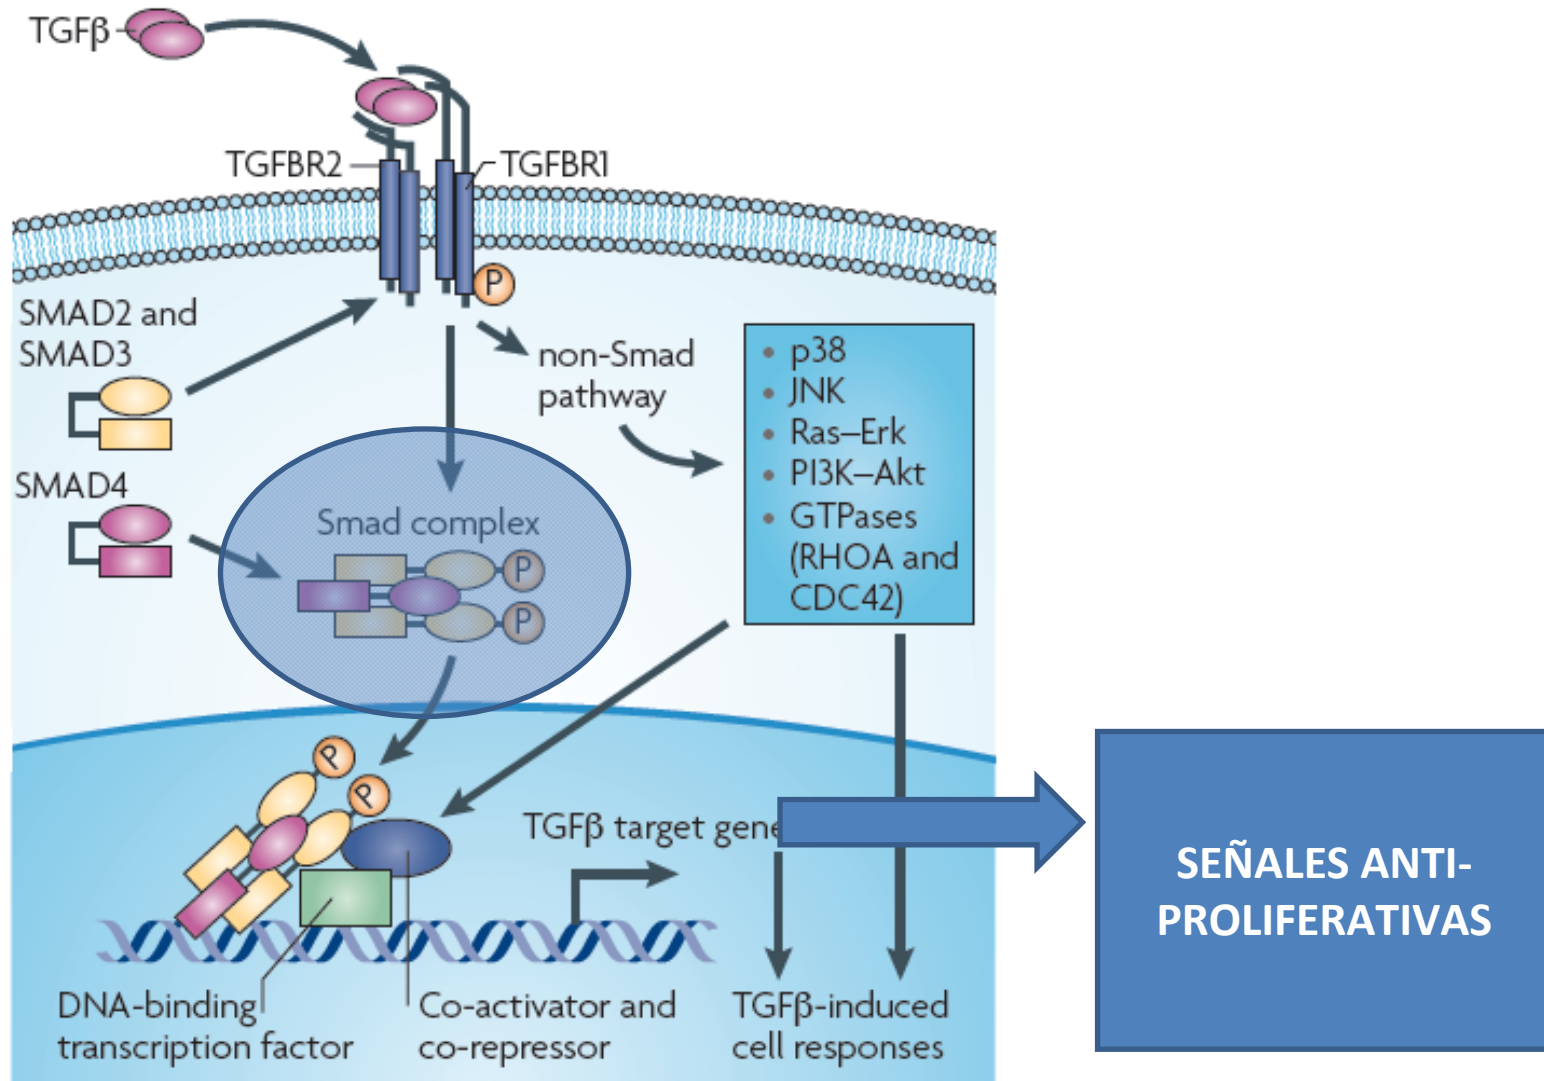 TGFβ
TGFBR2
TGFBR1
P
SMAD2 and
SMAD3
non-Smad
pathway
• p38
• JNK
• Ras–Erk
• PI3K–Akt
• GTPases
(RHOA and
CDC42)
SMAD4
Smad complex
P
P
P
P
TGFβ target gene
SEÑALES ANTI-
PROLIFERATIVAS
DNA-binding
transcription factor
Co-activator and
co-repressor
TGFβ-induced
cell responses